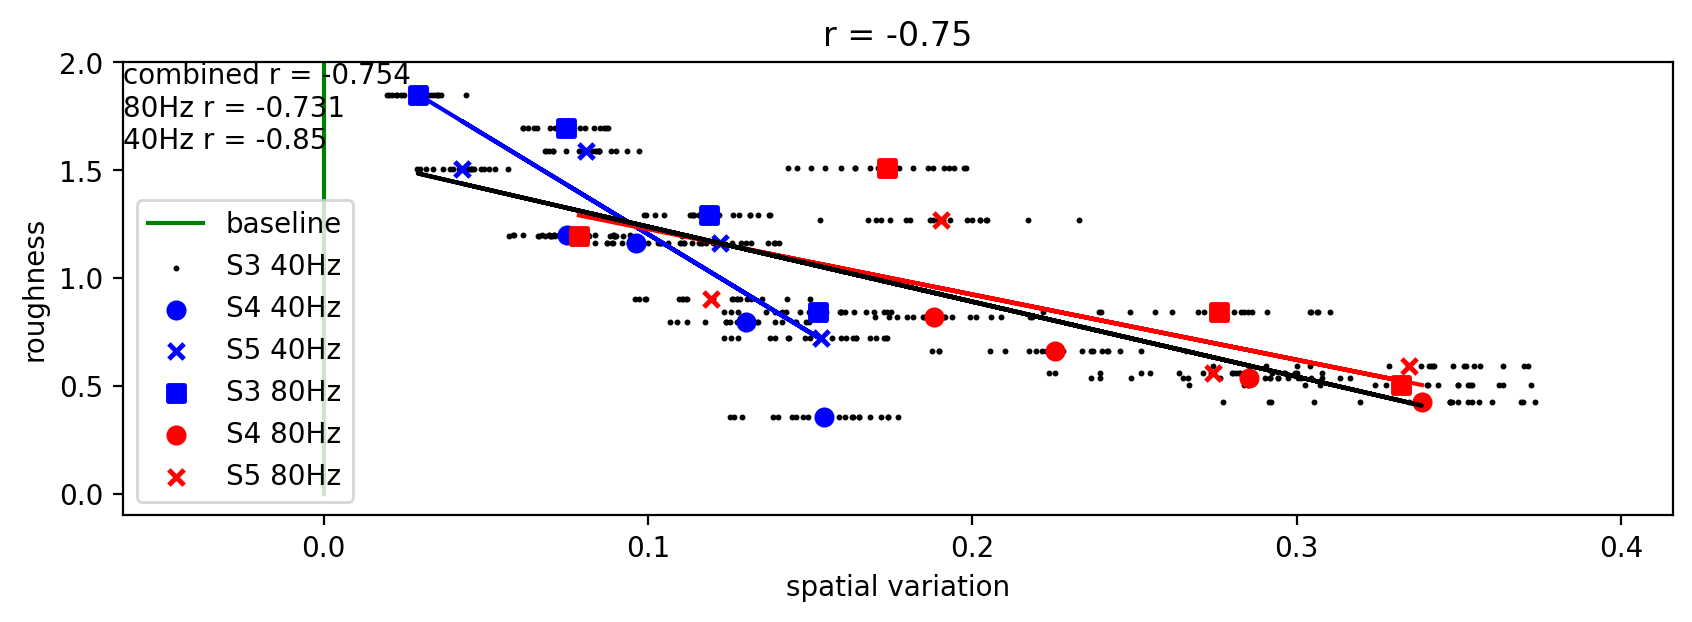 r = -0.75
combined r = -0.754
80Hz r = -0.731
40Hz r = -0.85
2.0
1.5
1.0
0.5
0.0
roughness
baseline
S3 40Hz
S4 40Hz
S5 40Hz
S3 80Hz
S4 80Hz
S5 80Hz
0.0 0.1 0.2 0.3 0.4
spatial variation